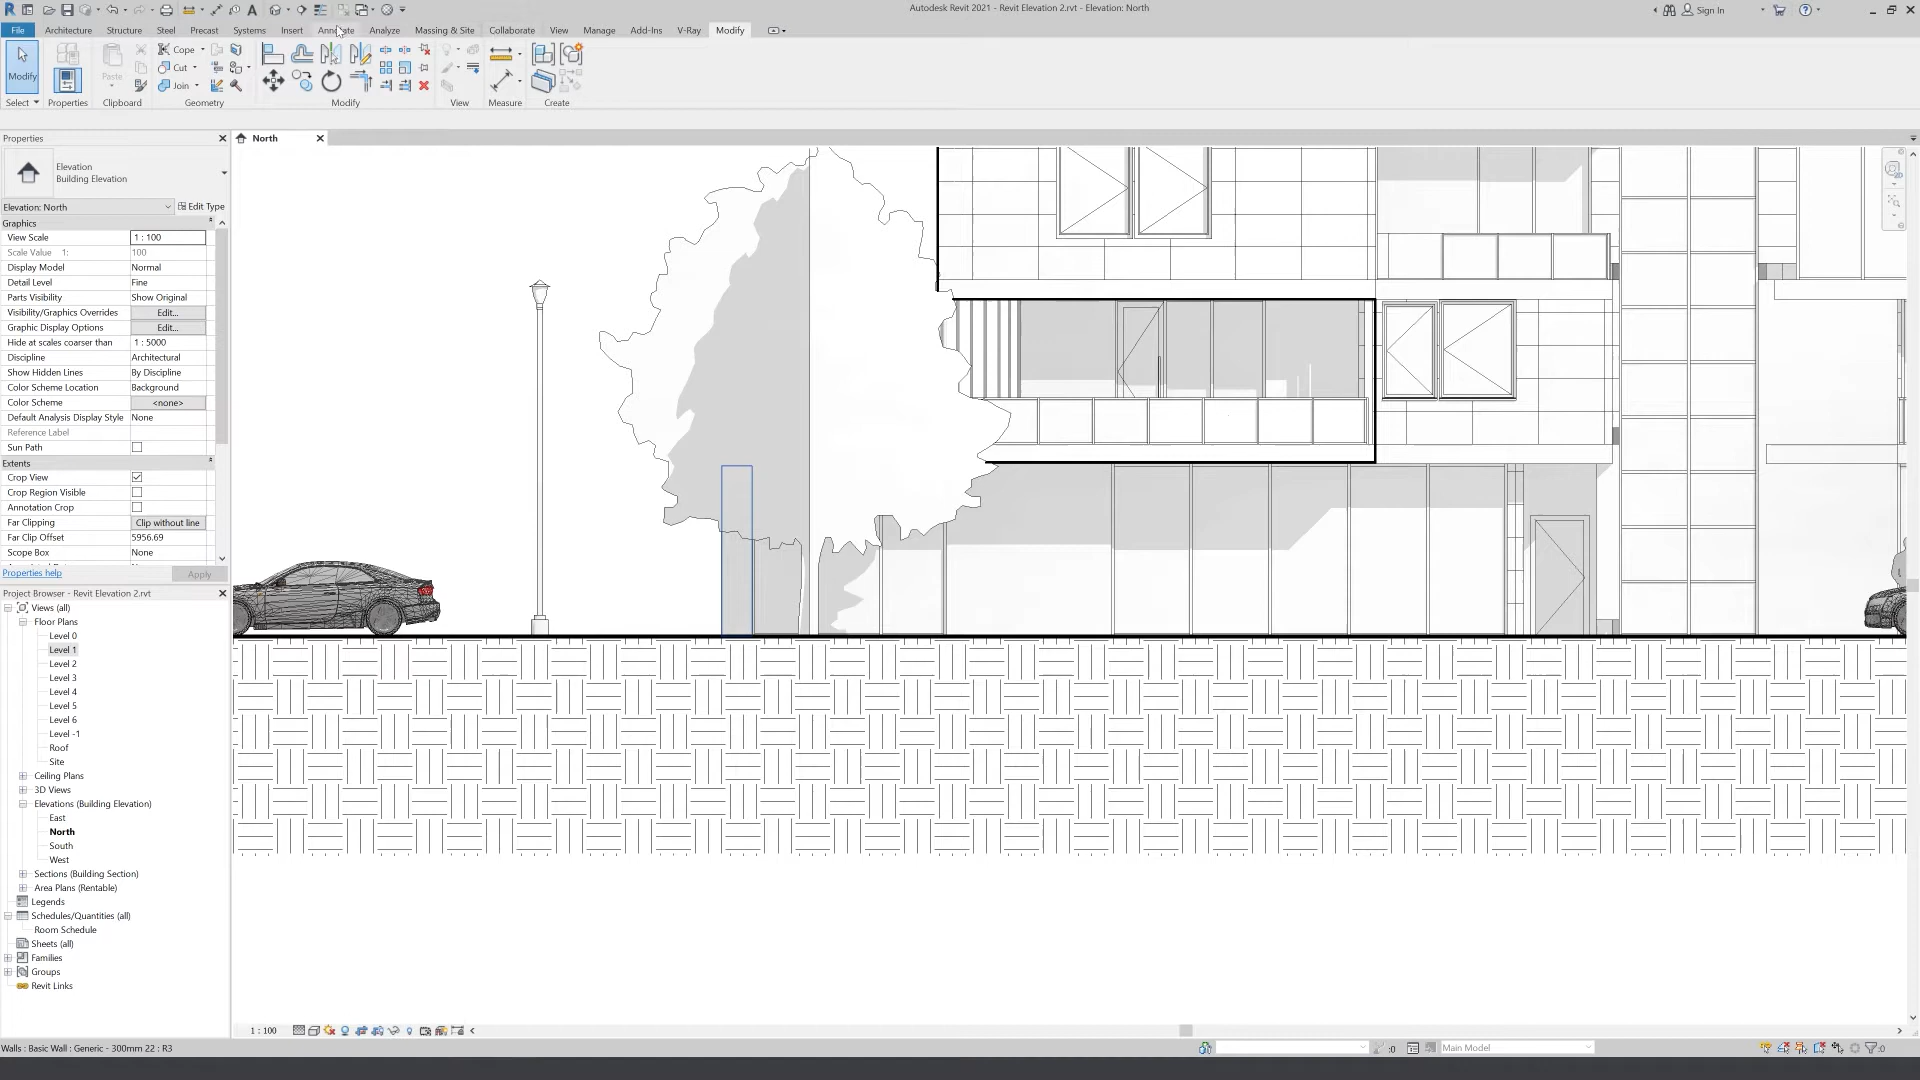 Autodesk Revit 2021 - Revit Elevation 2.rvt - Elevation: North
Sign In
File Architecture Structure Steel Precast Systems Insert Annotate Analyze Massing & Site Collaborate View Manage Add-Ins V-Ray Modify
Modify
Paste
Cope
Cut
Join
Select Properties Clipboard Geometry Modify View Measure Create
Properties
North
Elevation
Building Elevation
Elevation: North
Edit Type
Graphics
View Scale 1 : 100
Scale Value 1: 100
Display Model Normal
Detail Level Fine
Parts Visibility Show Original
Visibility/Graphics Overrides Edit...
Graphic Display Options Edit...
Hide at scales coarser than 1 : 5000
Discipline Architectural
Show Hidden Lines By Discipline
Color Scheme Location Background
Color Scheme <none>
Default Analysis Display Style None
Reference Label
Sun Path
Extents
Crop View
Crop Region Visible
Annotation Crop
Far Clipping Clip without line
Far Clip Offset 5956.69
Scope Box None
Properties help
Apply
Project Browser - Revit Elevation 2.rvt
Views (all)
Floor Plans
Level 0
Level 1
Level 2
Level 3
Level 4
Level 5
Level 6
Level -1
Roof
Site
Ceiling Plans
3D Views
Elevations (Building Elevation)
East
North
South
West
Sections (Building Section)
Area Plans (Rentable)
Legends
Schedules/Quantities (all)
Room Schedule
Sheets (all)
Families
Groups
Revit Links
1 : 100
Walls : Basic Wall : Generic - 300mm 22 : R3
:0
Main Model
:0